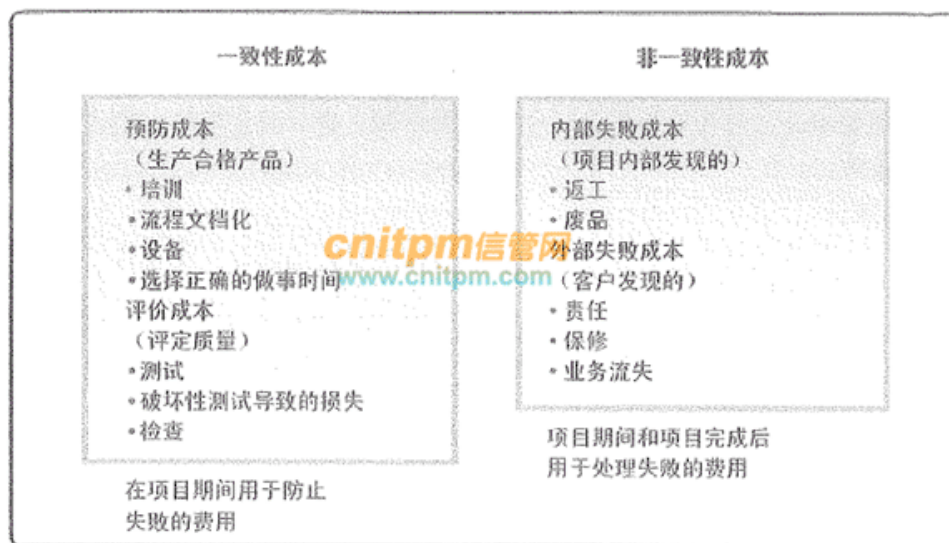 一致性成本
预防成本
（生产合格产品）
•培训
•流程文档化
•设备
•选择正确的做事时间
评价成本
（评定质量）
•测试
•破坏性测试导致的损失
•检查
在项目期间用于防止
失败的费用
非一致性成本
内部失败成本
（项目内部发现的）
•返工
•废品
外部失败成本
（客户发现的）
•责任
•保修
•业务流失
项目期间和项目完成后
用于处理失败的费用
cnitpm信管网
www.cnitpm.com